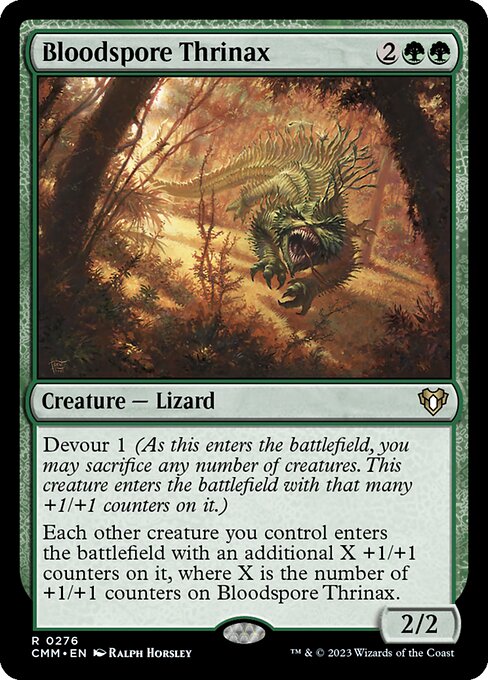 Bloodspore Thrinax 2
Creature — Lizard
Devour 1 (As this enters the battlefield, you
may sacrifice any number of creatures. This
creature enters the battlefield with that many
+1/+1 counters on it.)
Each other creature you control enters
the battlefield with an additional X +1/+1
counters on it, where X is the number of
+1/+1 counters on Bloodspore Thrinax.
2/2
R 0276
CMM • EN RALPH HORSLEY ™ & © 2023 Wizards of the Coast